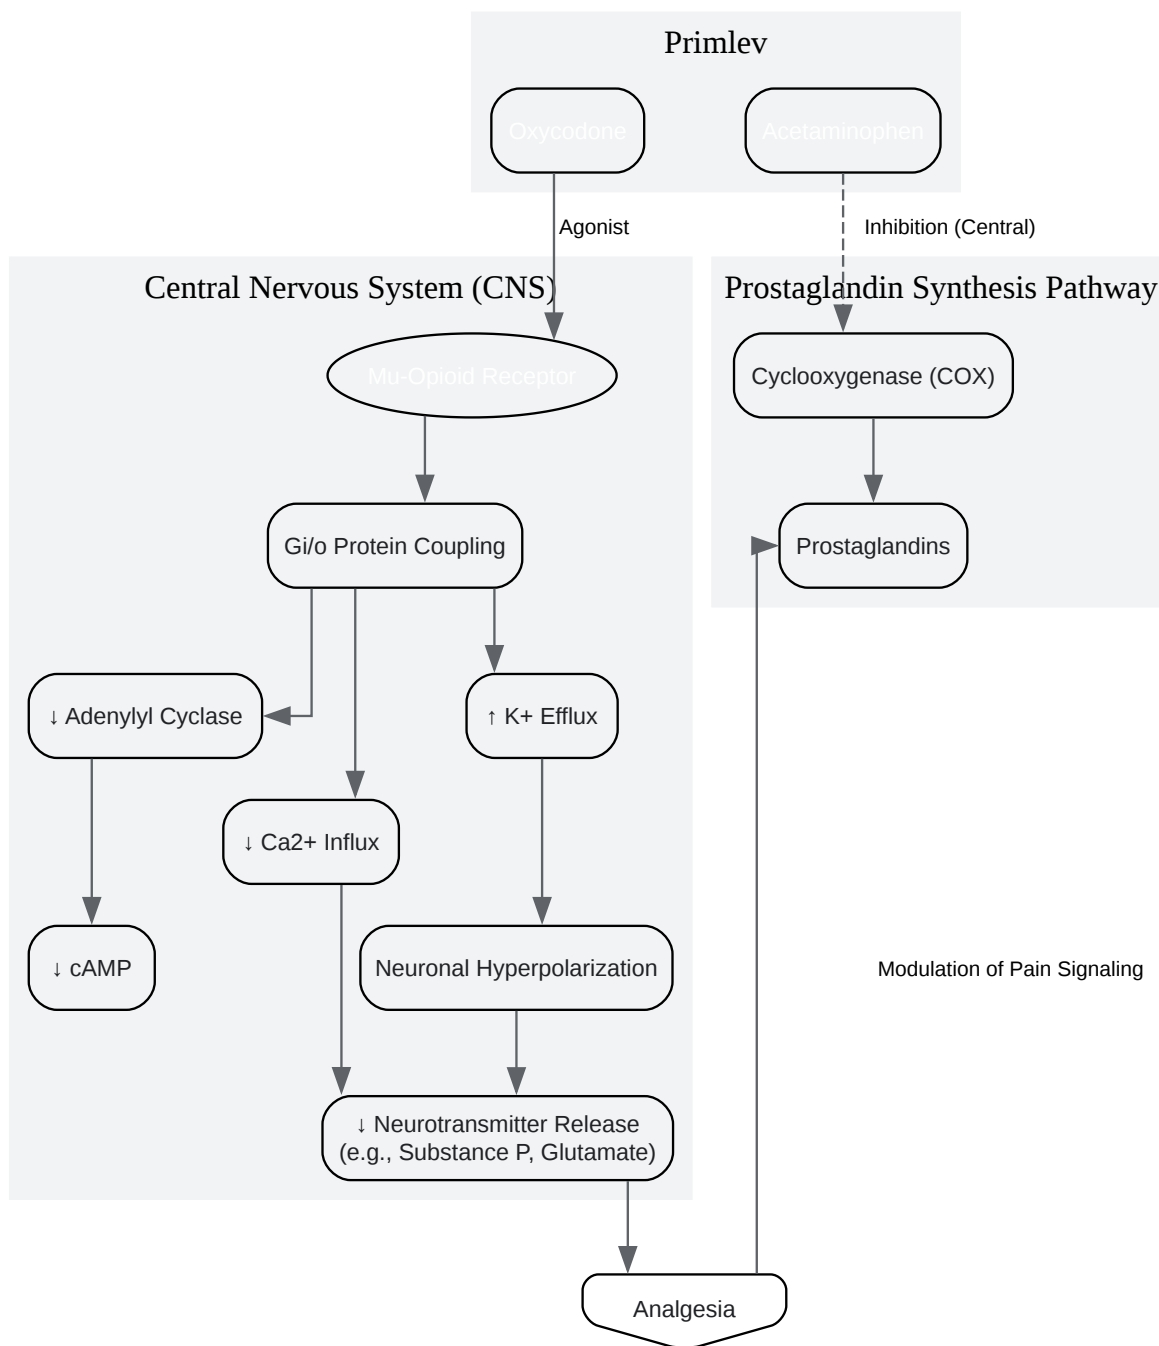 Primlev
Oxycodone
Acetaminophen
Agonist
Inhibition (Central)
Central Nervous System (CNS)
Prostaglandin Synthesis Pathway
Mu-Opioid Receptor
Cyclooxygenase (COX)
Gi/o Protein Coupling
Prostaglandins
↓ Adenylyl Cyclase
↑ K+ Efflux
↓ Ca2+ Influx
↓ cAMP
Neuronal Hyperpolarization
Modulation of Pain Signaling
↓ Neurotransmitter Release
(e.g., Substance P, Glutamate)
Analgesia